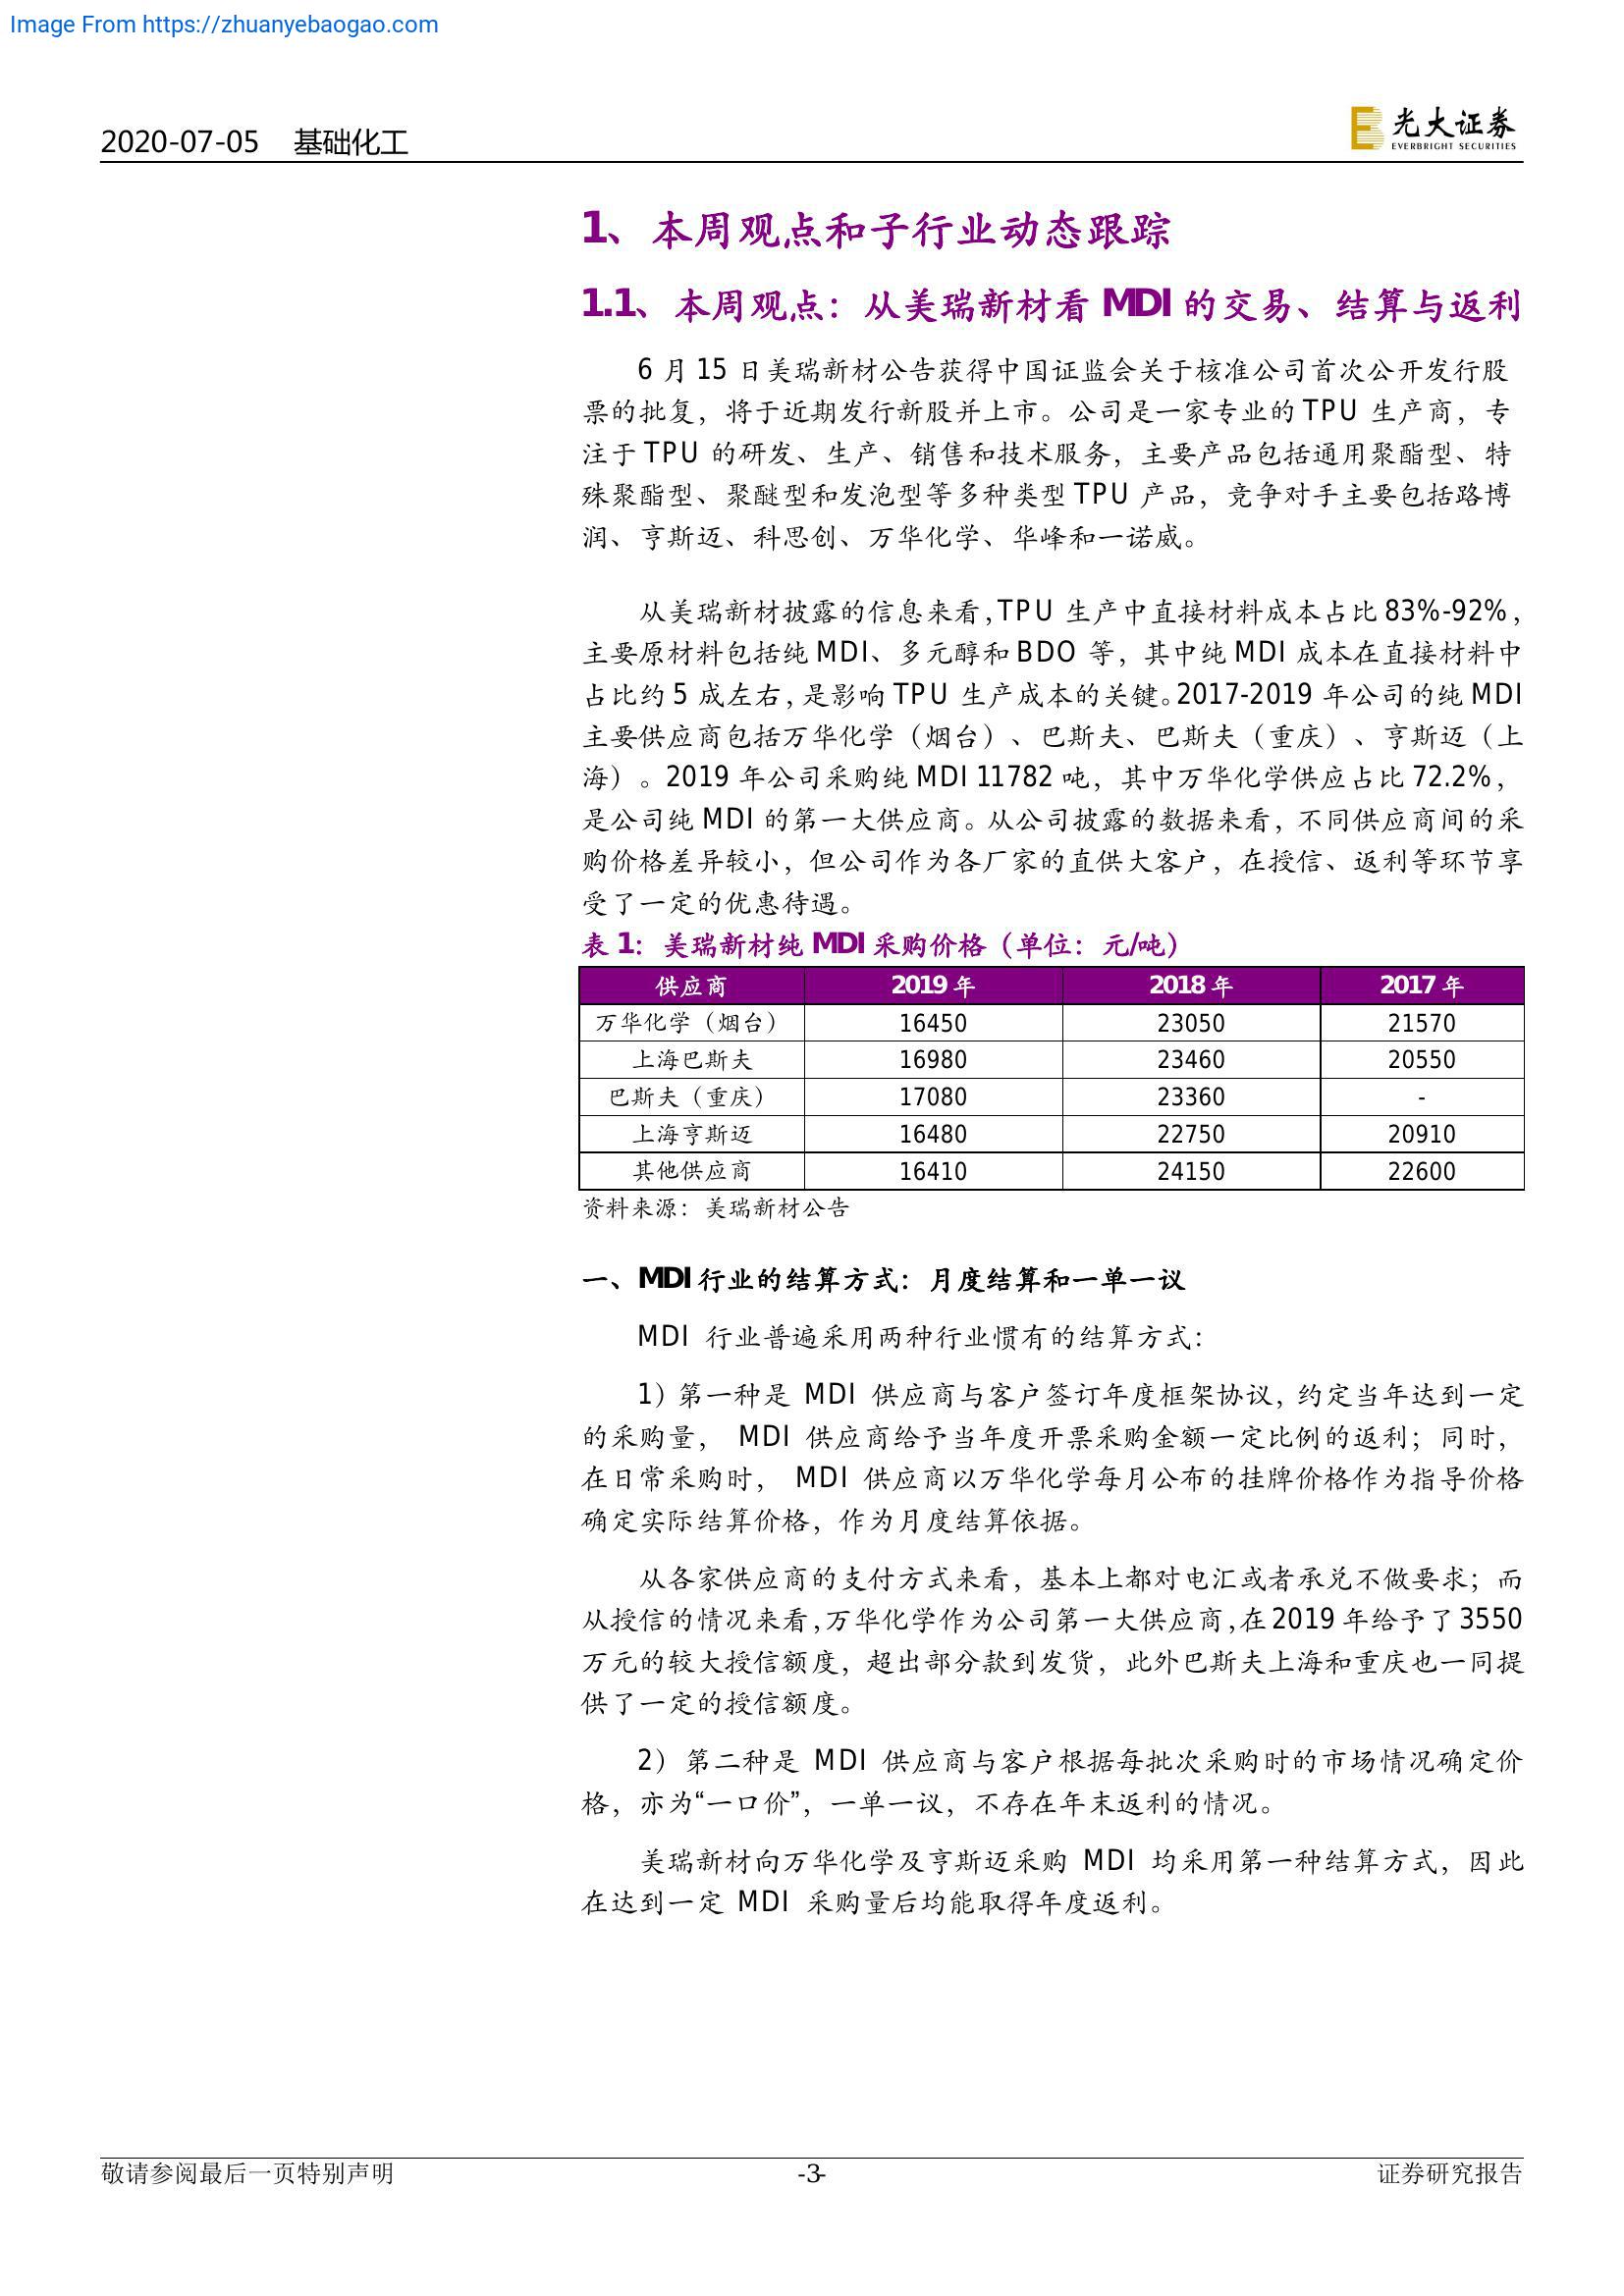 Image From https://zhuanyebaogao.com
2020-07-05 基础化工
光大证券
EVERBRIGHT SECURITIES
1、本周观点和子行业动态跟踪
1.1、本周观点：从美瑞新材看 MDI 的交易、结算与返利
6 月 15 日美瑞新材公告获得中国证监会关于核准公司首次公开发行股
票的批复，将于近期发行新股并上市。公司是一家专业的 TPU 生产商，专
注于 TPU 的研发、生产、销售和技术服务，主要产品包括通用聚酯型、特
殊聚酯型、聚醚型和发泡型等多种类型 TPU 产品，竞争对手主要包括路博
润、亨斯迈、科思创、万华化学、华峰和一诺威。
从美瑞新材披露的信息来看，TPU 生产中直接材料成本占比 83%-92%，
主要原材料包括纯 MDI、多元醇和 BDO 等，其中纯 MDI 成本在直接材料中
占比约 5 成左右，是影响 TPU 生产成本的关键。2017-2019 年公司的纯 MDI
主要供应商包括万华化学（烟台）、巴斯夫、巴斯夫（重庆）、亨斯迈（上
海）。2019 年公司采购纯 MDI 11782 吨，其中万华化学供应占比 72.2%，
是公司纯 MDI 的第一大供应商。从公司披露的数据来看，不同供应商间的采
购价格差异较小，但公司作为各厂家的直供大客户，在授信、返利等环节享
受了一定的优惠待遇。
表 1：美瑞新材纯 MDI 采购价格（单位：元/吨）
供应商 2019 年 2018 年 2017 年
万华化学（烟台） 16450 23050 21570
上海巴斯夫 16980 23460 20550
巴斯夫（重庆） 17080 23360 -
上海亨斯迈 16480 22750 20910
其他供应商 16410 24150 22600
资料来源：美瑞新材公告
一、MDI 行业的结算方式：月度结算和一单一议
MDI 行业普遍采用两种行业惯有的结算方式：
1）第一种是 MDI 供应商与客户签订年度框架协议，约定当年达到一定
的采购量， MDI 供应商给予当年度开票采购金额一定比例的返利；同时，
在日常采购时， MDI 供应商以万华化学每月公布的挂牌价格作为指导价格
确定实际结算价格，作为月度结算依据。
从各家供应商的支付方式来看，基本上都对电汇或者承兑不做要求；而
从授信的情况来看，万华化学作为公司第一大供应商，在 2019 年给予了 3550
万元的较大授信额度，超出部分款到发货，此外巴斯夫上海和重庆也一同提
供了一定的授信额度。
2）第二种是 MDI 供应商与客户根据每批次采购时的市场情况确定价
格，亦为“一口价”，一单一议，不存在年末返利的情况。
美瑞新材向万华化学及亨斯迈采购 MDI 均采用第一种结算方式，因此
在达到一定 MDI 采购量后均能取得年度返利。
敬请参阅最后一页特别声明 -3- 证券研究报告